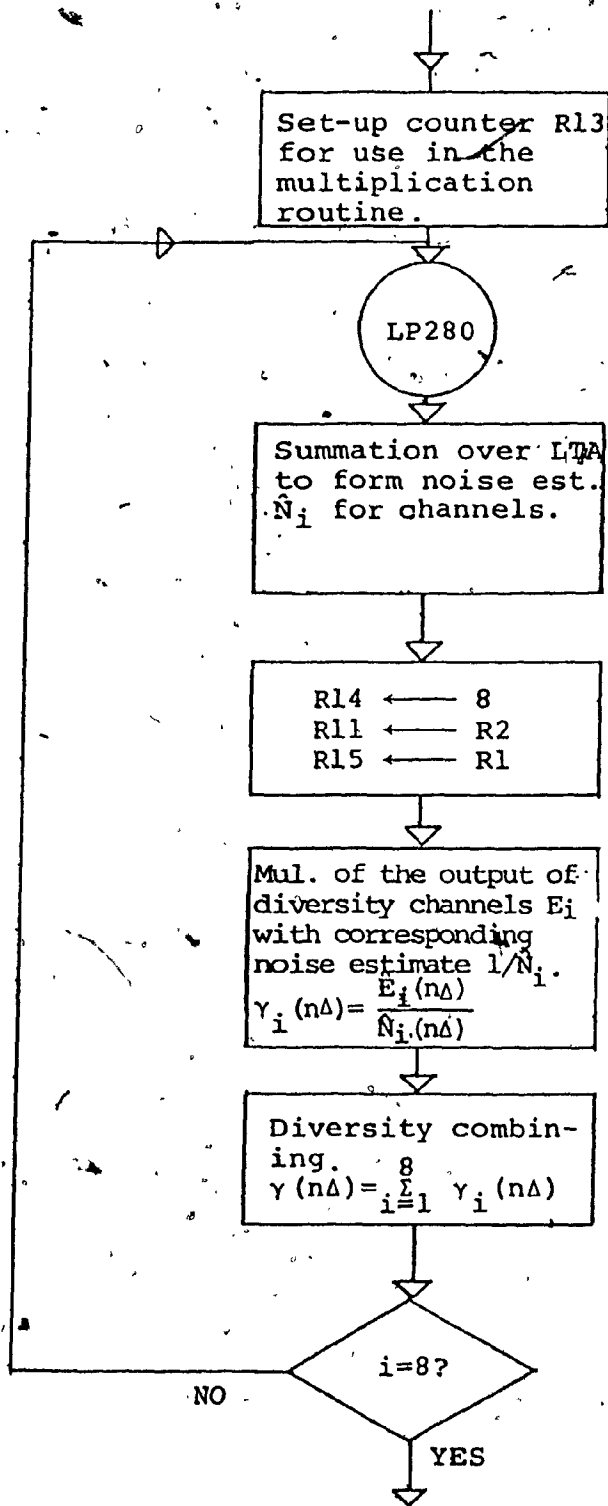 Set-up counter R13
for use in the
multiplication
routine.
LP280
Summation over LTA
to form noise est.
N̂i for channels.
R14 ← 8
R11 ← R2
R15 ← R1
Mul. of the output of
diversity channels Ei
with corresponding
noise estimate 1/N̂i.
γi(nΔ)= Êi(nΔ) / N̂i(nΔ)
Diversity combin-
ing.
γ(nΔ)= 8 Σ i=1 γi(nΔ)
i=8?
NO
YES